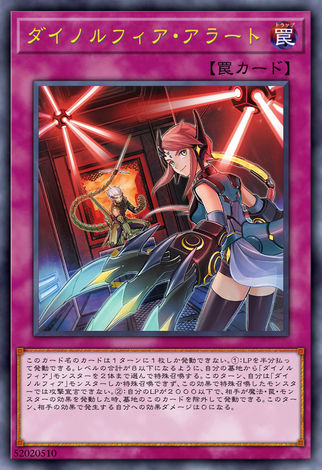 ダイノルフィア・アラート
トラップ
罠
【罠カード】
このカード名のカードは1ターンに1枚しか発動できない。①：LPを半分払っ
て発動できる。レベルの合計が8以下になるように、自分の墓地から「ダイノル
フィア」モンスターを2体まで選んで特殊召喚する。このターン、自分は「ダイ
ノルフィア」モンスターしか特殊召喚できず、この効果で特殊召喚したモンスタ
ーでは攻撃宣言できない。②：自分のLPが2000以下で、相手が魔法・罠・モン
スターの効果を発動した時、墓地のこのカードを除外して発動できる。このター
ン、相手の効果で発生する自分への効果ダメージは0になる。
52020510